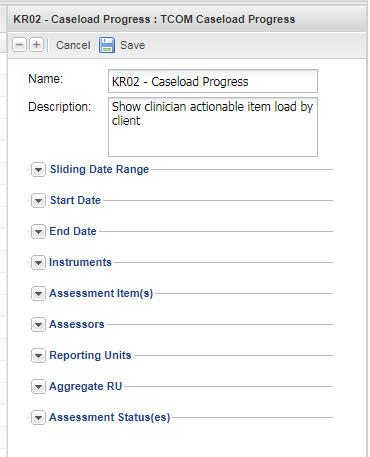 KR02 - Caseload Progress : TCOM Caseload Progress
Cancel Save
Name: KR02 - Caseload Progress
Description: Show clinician actionable item load by
client
Sliding Date Range
Start Date
End Date
Instruments
Assessment Item(s)
Assessors
Reporting Units
Aggregate RU
Assessment Status(es)